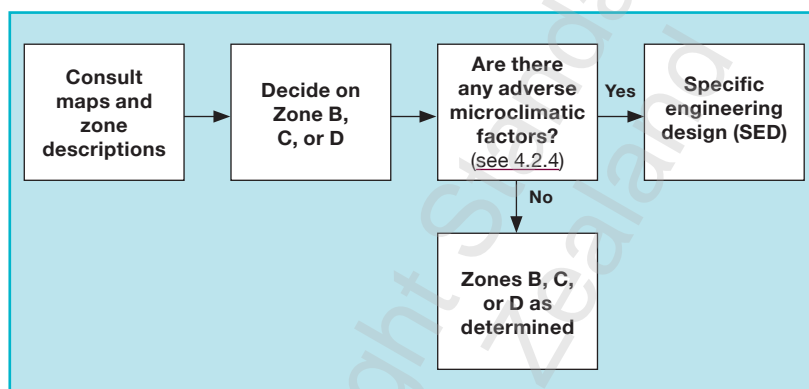 Consult
maps and
zone
descriptions
Decide on
Zone B,
C, or D
Are there
any adverse
microclimatic
factors?
(see 4.2.4)
Yes
Specific
engineering
design (SED)
No
Zones B, C,
or D as
determined